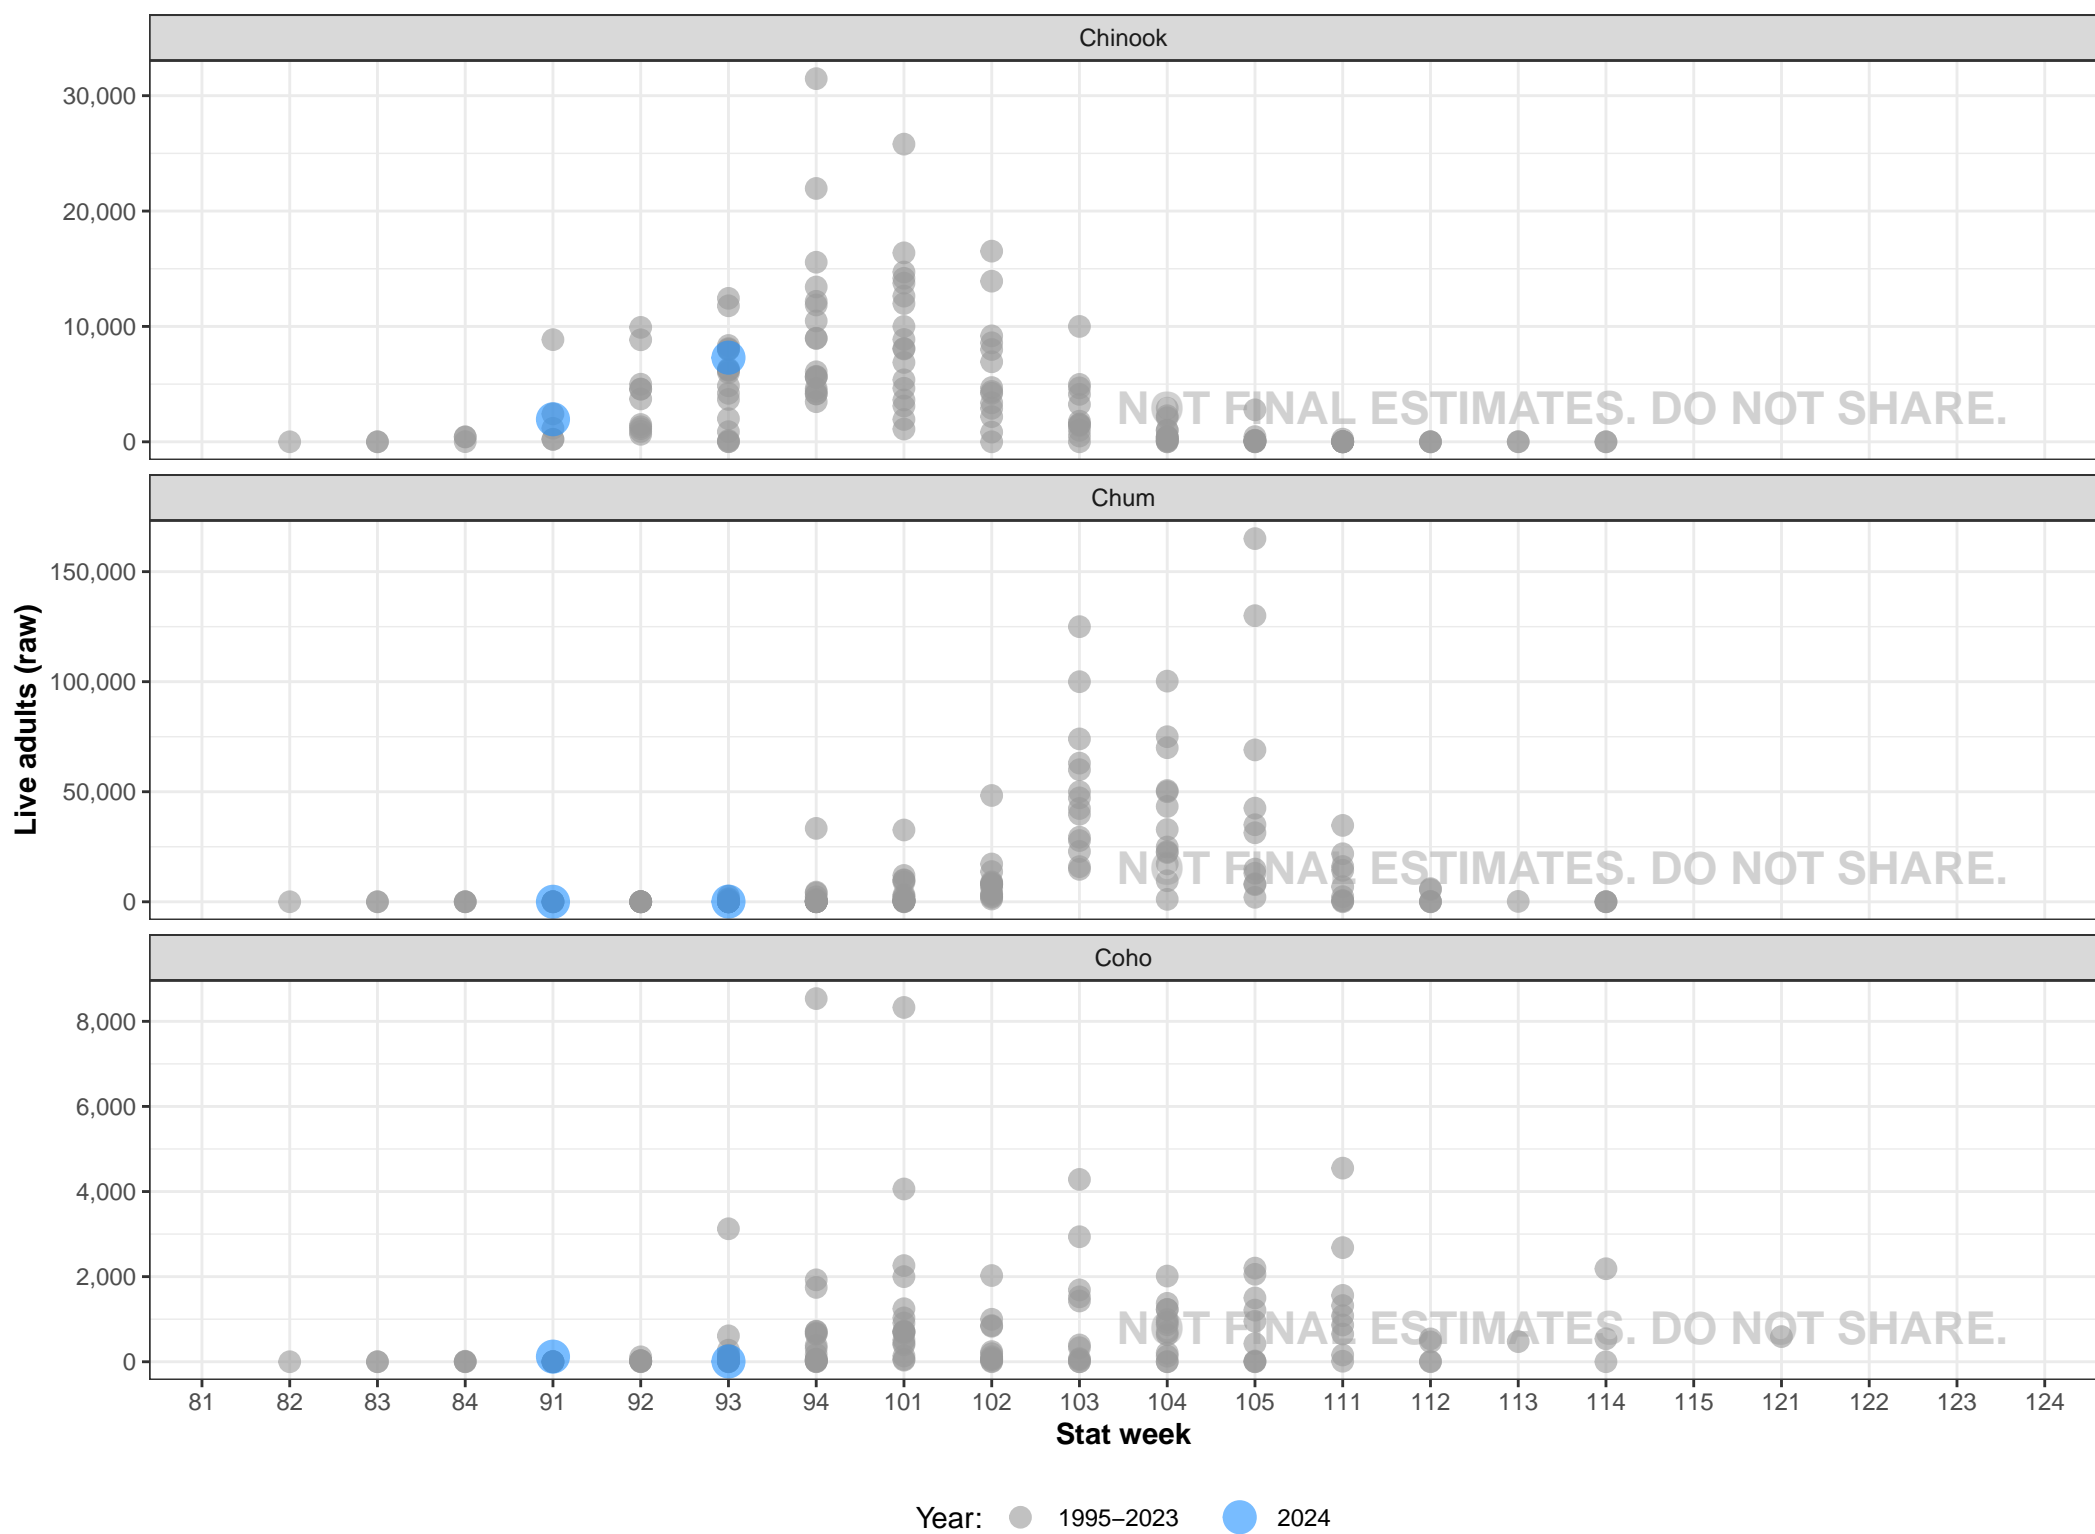 Chinook
30,000
20,000
10,000
0
NOT FINAL ESTIMATES. DO NOT SHARE.
Chum
150,000
100,000
50,000
0
NOT FINAL ESTIMATES. DO NOT SHARE.
Live adults (raw)
Coho
8,000
6,000
4,000
2,000
0
NOT FINAL ESTIMATES. DO NOT SHARE.
81 82 83 84 91 92 93 94 101 102 103 104 105 111 112 113 114 115 121 122 123 124
Stat week
Year: 1995–2023 2024